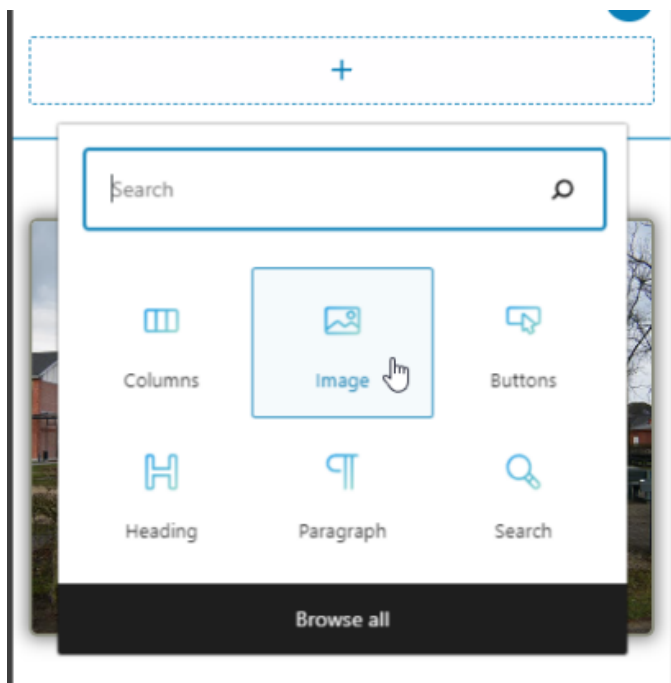 Search
Columns Image Buttons
Heading Paragraph Search
Browse all